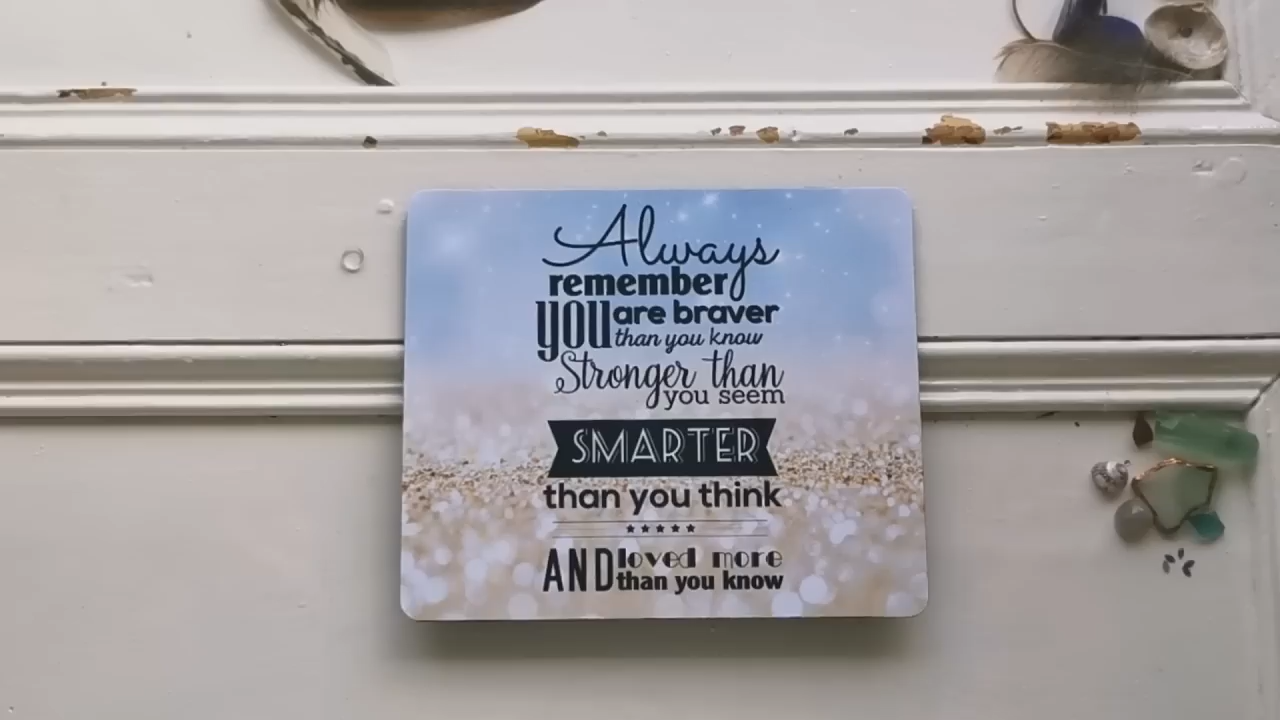 Always
remember
you are braver
than you know
Stronger than
you seem
SMARTER
than you think
AND loved more
than you know